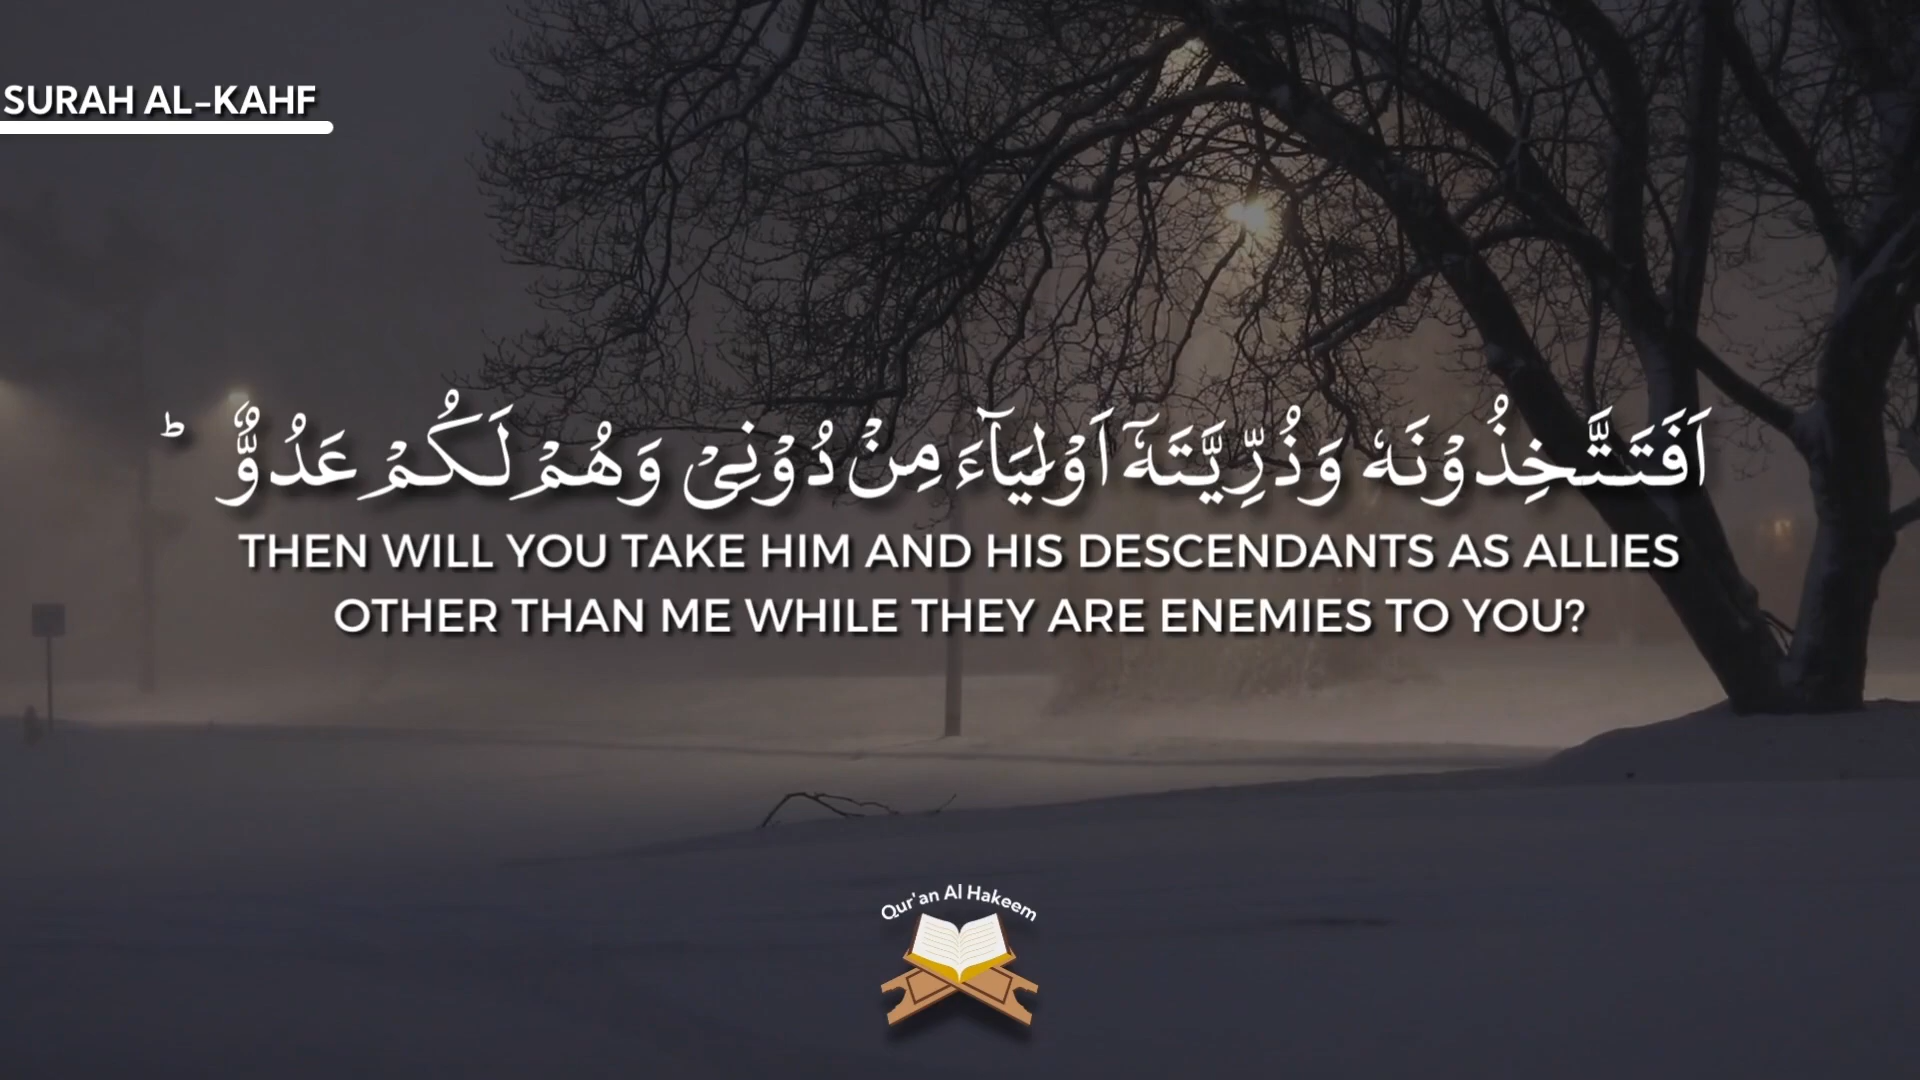 SURAH AL-KAHF
اَفَتَتَّخِذُوْنَهٗ وَذُرِّيَّتَهٗۤ اَوْلِيَآءَ مِنْ دُوْنِىْ وَهُمْ لَـكُمْ عَدُوٌّ ؕ
THEN WILL YOU TAKE HIM AND HIS DESCENDANTS AS ALLIES
OTHER THAN ME WHILE THEY ARE ENEMIES TO YOU?
Qur'an Al Hakeem